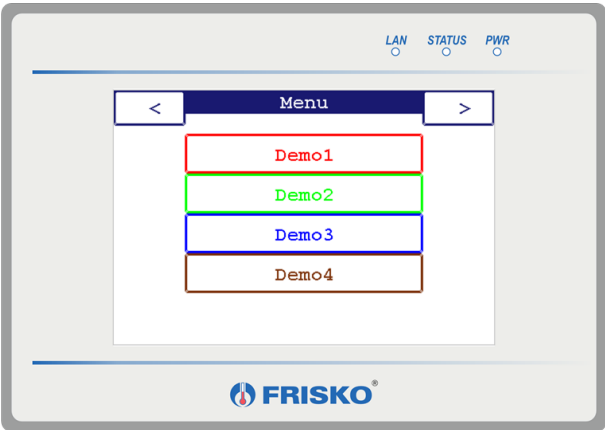 LAN STATUS PWR
< Menu >
Demo1
Demo2
Demo3
Demo4
FRISKO®